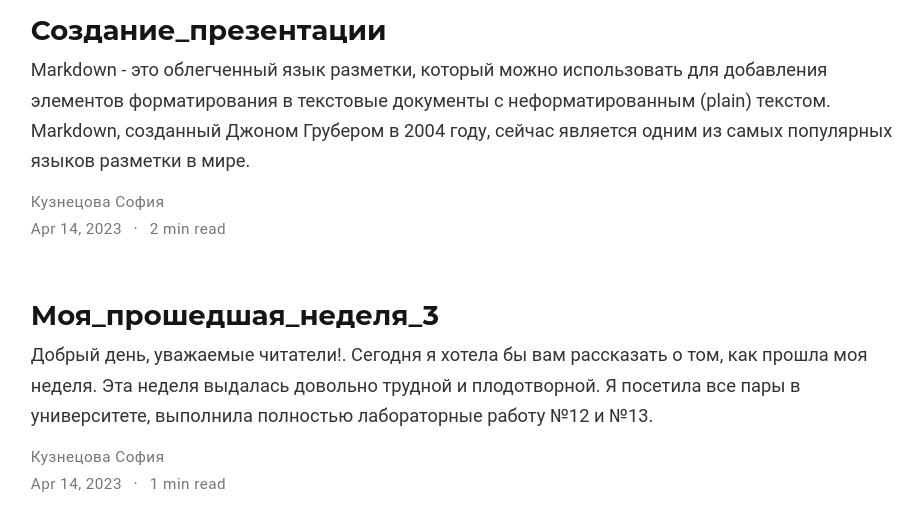 Создание_презентации
Markdown - это облегченный язык разметки, который можно использовать для добавления
элементов форматирования в текстовые документы с неформатированным (plain) текстом.
Markdown, созданный Джоном Грубером в 2004 году, сейчас является одним из самых популярных
языков разметки в мире.
Кузнецова София
Apr 14, 2023 · 2 min read
Моя_прошедшая_неделя_3
Добрый день, уважаемые читатели!. Сегодня я хотела бы вам рассказать о том, как прошла моя
неделя. Эта неделя выдалась довольно трудной и плодотворной. Я посетила все пары в
университете, выполнила полностью лабораторные работу №12 и №13.
Кузнецова София
Apr 14, 2023 · 1 min read